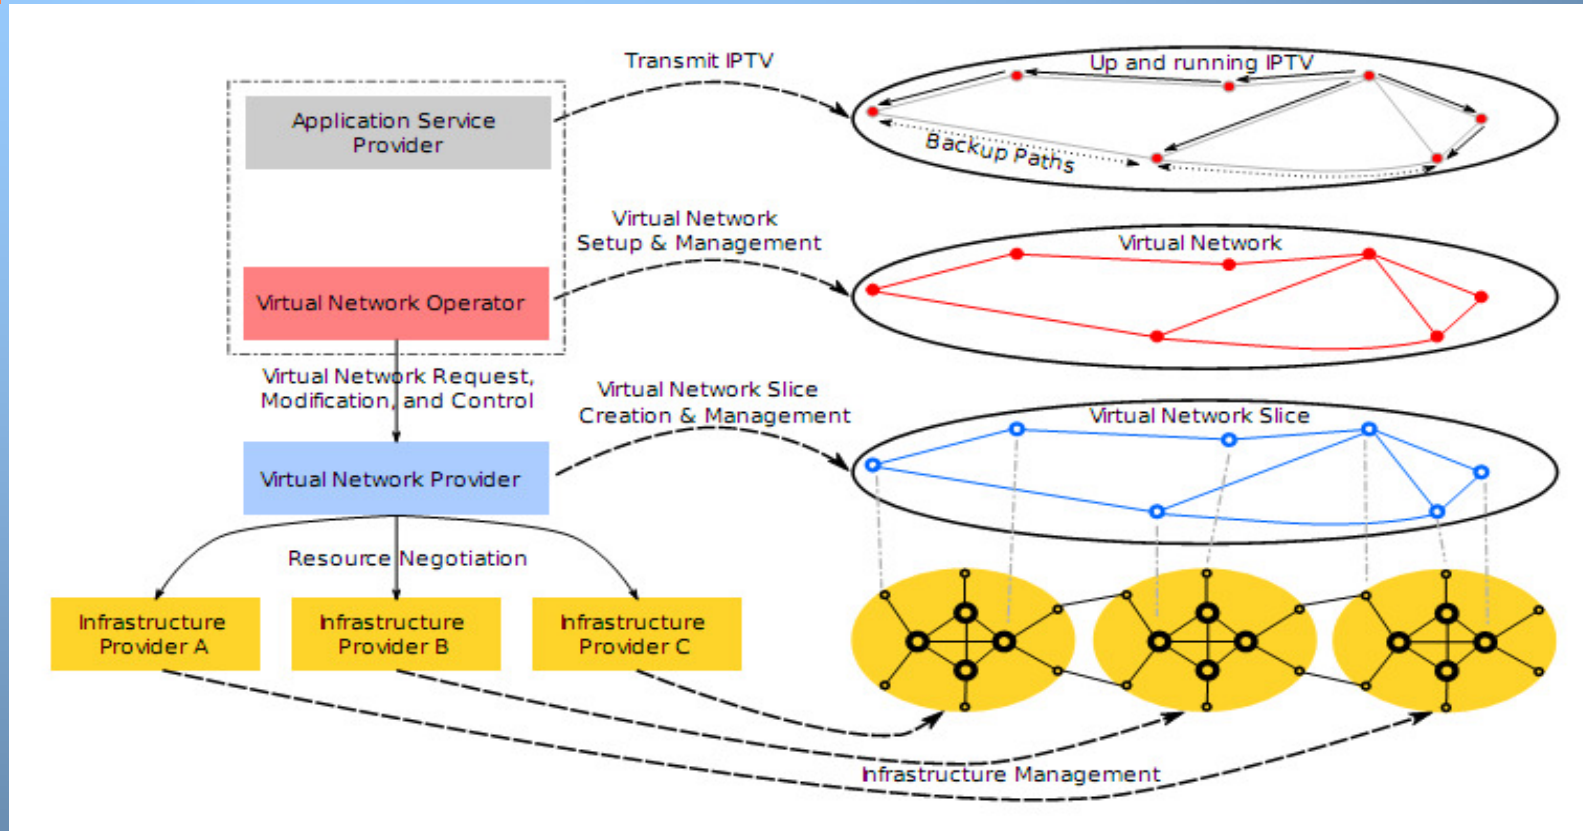 Transmit IPTV
Up and running IPTV
Application Service
Provider
Backup Paths
Virtual Network
Setup & Management
Virtual Network
Virtual Network Operator
Virtual Network Request,
Modification, and Control
Virtual Network Slice
Creation & Management
Virtual Network Slice
Virtual Network Provider
Resource Negotiation
Infrastructure
Provider A
Infrastructure
Provider B
Infrastructure
Provider C
Infrastructure Management